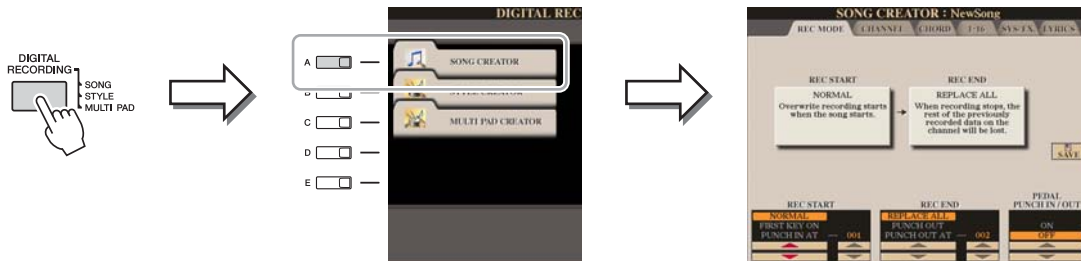 DIGITAL RECORDING
SONG
STYLE
MULTI PAD
DIGITAL REC
A
SONG CREATOR
B
STYLE CREATOR
C
MULTI PAD CREATOR
D
E
SONG CREATOR : NewSong
REC MODE CHANNEL CHORD 1-16 SYS/EX. LYRICS
REC START
NORMAL
Overwrite recording starts
when the song starts.
REC END
REPLACE ALL
When recording stops, the
rest of the previously
recorded data on the
channel will be lost.
SAVE
REC START
NORMAL
FIRST KEY ON
PUNCH IN AT — 001
REC END
REPLACE ALL
PUNCH OUT
PUNCH OUT AT — 002
PEDAL
PUNCH IN / OUT
ON
OFF